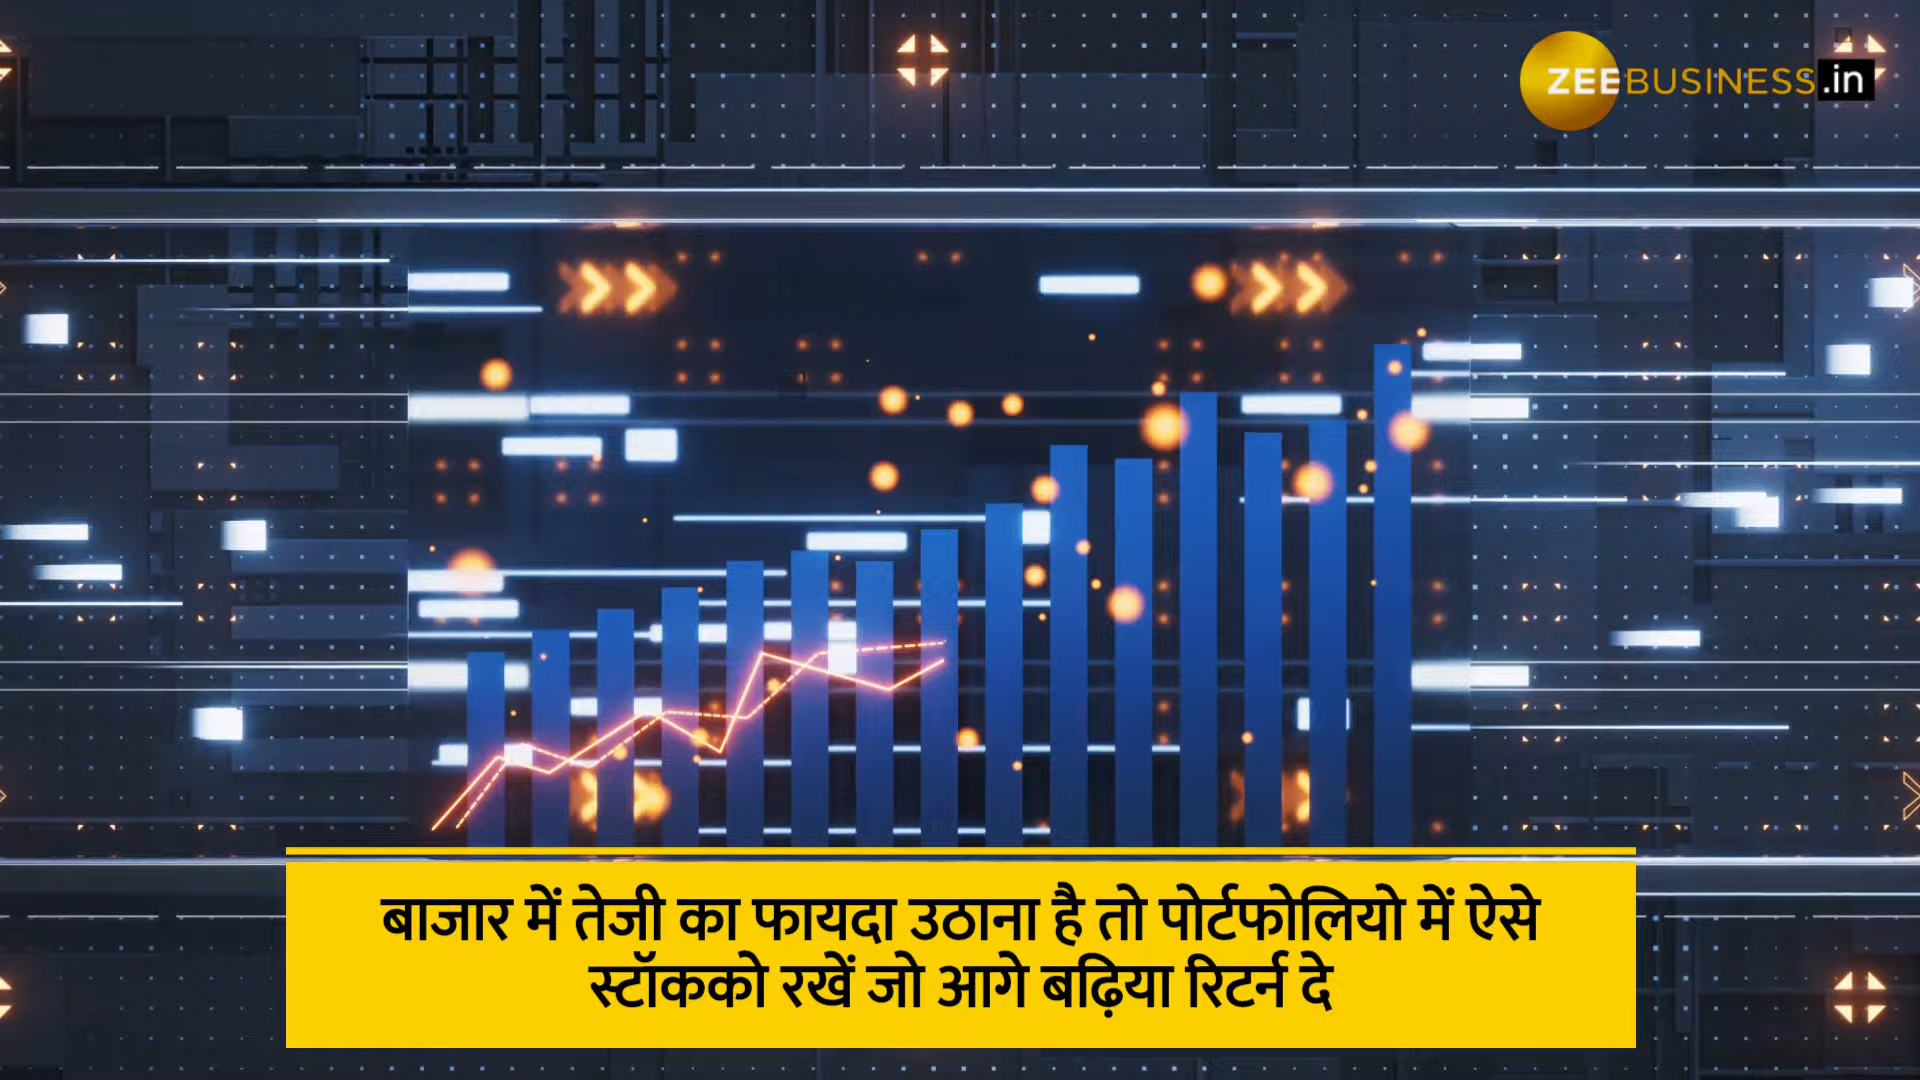 ZEEBUSINESS.in
बाजार में तेजी का फायदा उठाना है तो पोर्टफोलियो में ऐसे
स्टॉकको रखें जो आगे बढ़िया रिटर्न दे